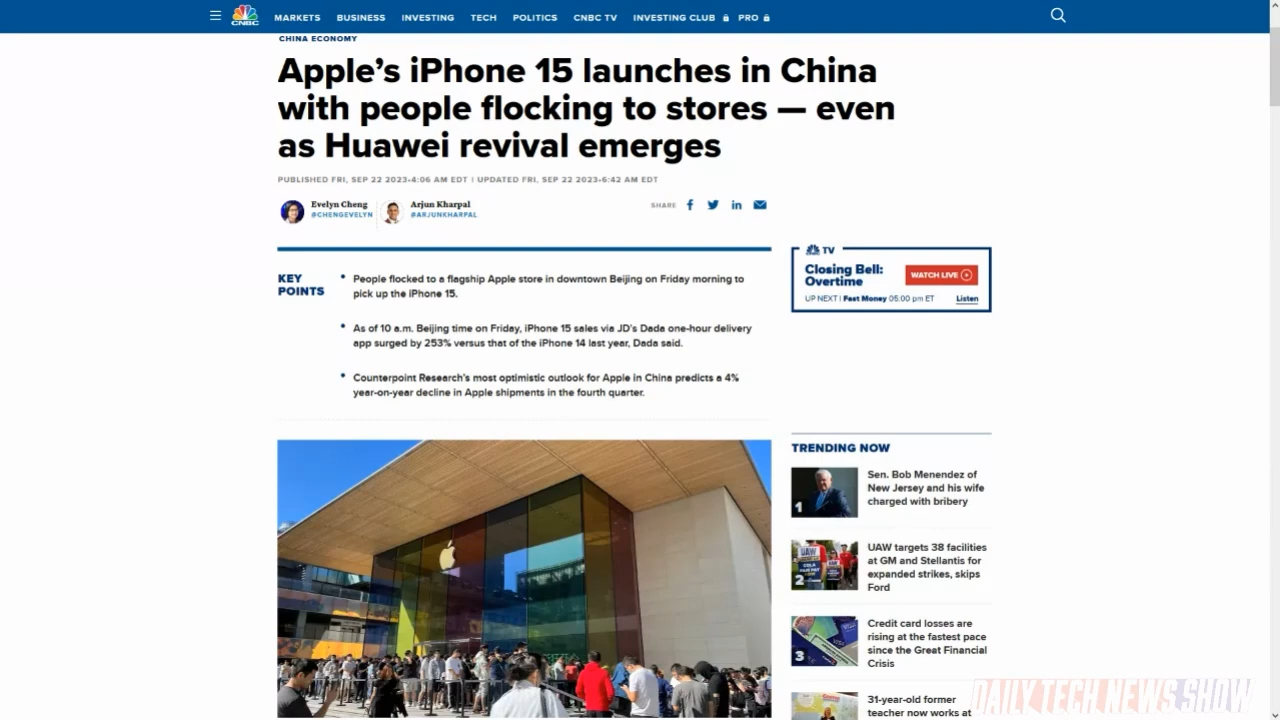 CNBC
MARKETS BUSINESS INVESTING TECH POLITICS CNBC TV INVESTING CLUB PRO
CHINA ECONOMY
Apple's iPhone 15 launches in China
with people flocking to stores — even
as Huawei revival emerges
PUBLISHED FRI, SEP 22 2023•4:06 AM EDT | UPDATED FRI, SEP 22 2023•6:42 AM EDT
Evelyn Cheng
@CHENGEVELYN
Arjun Kharpal
@ARJUNKHARPAL
SHARE
KEY
POINTS
• People flocked to a flagship Apple store in downtown Beijing on Friday morning to
pick up the iPhone 15.
• As of 10 a.m. Beijing time on Friday, iPhone 15 sales via JD's Dada one-hour delivery
app surged by 253% versus that of the iPhone 14 last year, Dada said.
• Counterpoint Research's most optimistic outlook for Apple in China predicts a 4%
year-on-year decline in Apple shipments in the fourth quarter.
TV
Closing Bell:
Overtime
WATCH LIVE
UP NEXT | Fast Money 05:00 pm ET
Listen
TRENDING NOW
1
Sen. Bob Menendez of
New Jersey and his wife
charged with bribery
UAW
2
UAW targets 38 facilities
at GM and Stellantis for
expanded strikes, skips
Ford
3
Credit card losses are
rising at the fastest pace
since the Great Financial
Crisis
31-year-old former
teacher now works at
DAILY TECH NEWS SHOW